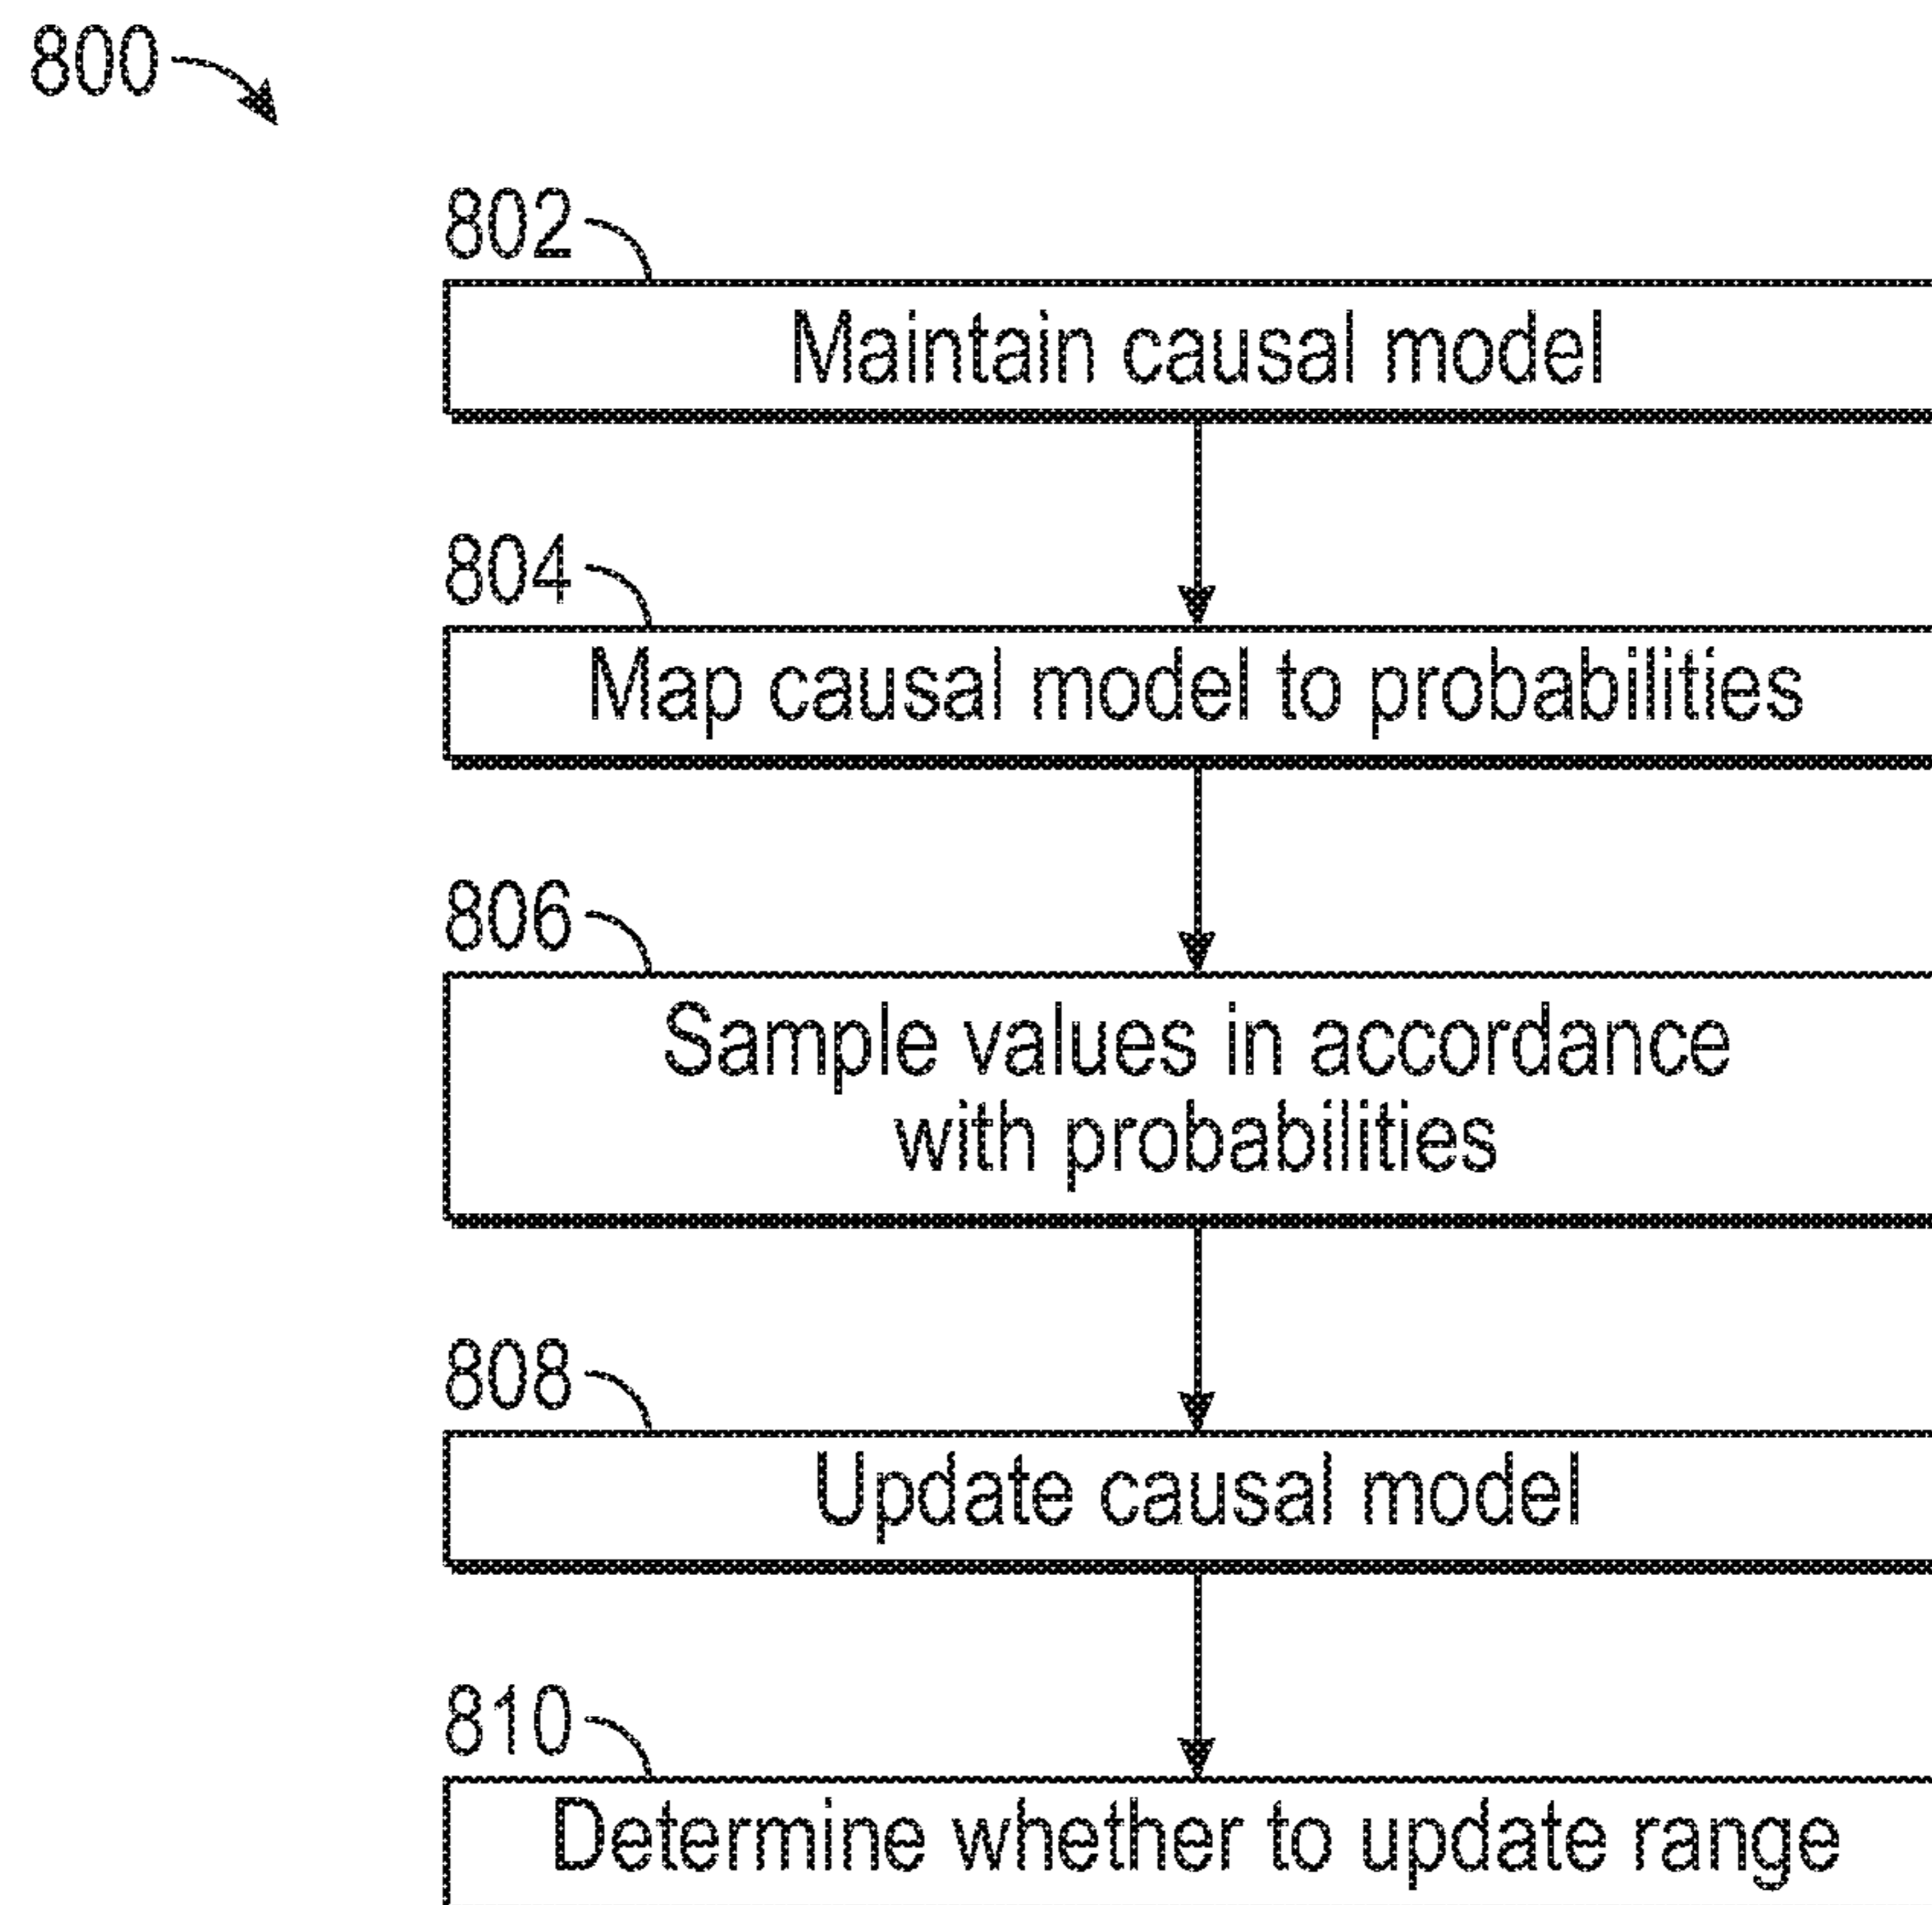 800
802
Maintain causal model
804
Map causal model to probabilities
806
Sample values in accordance
with probabilities
808
Update causal model
810
Determine whether to update range